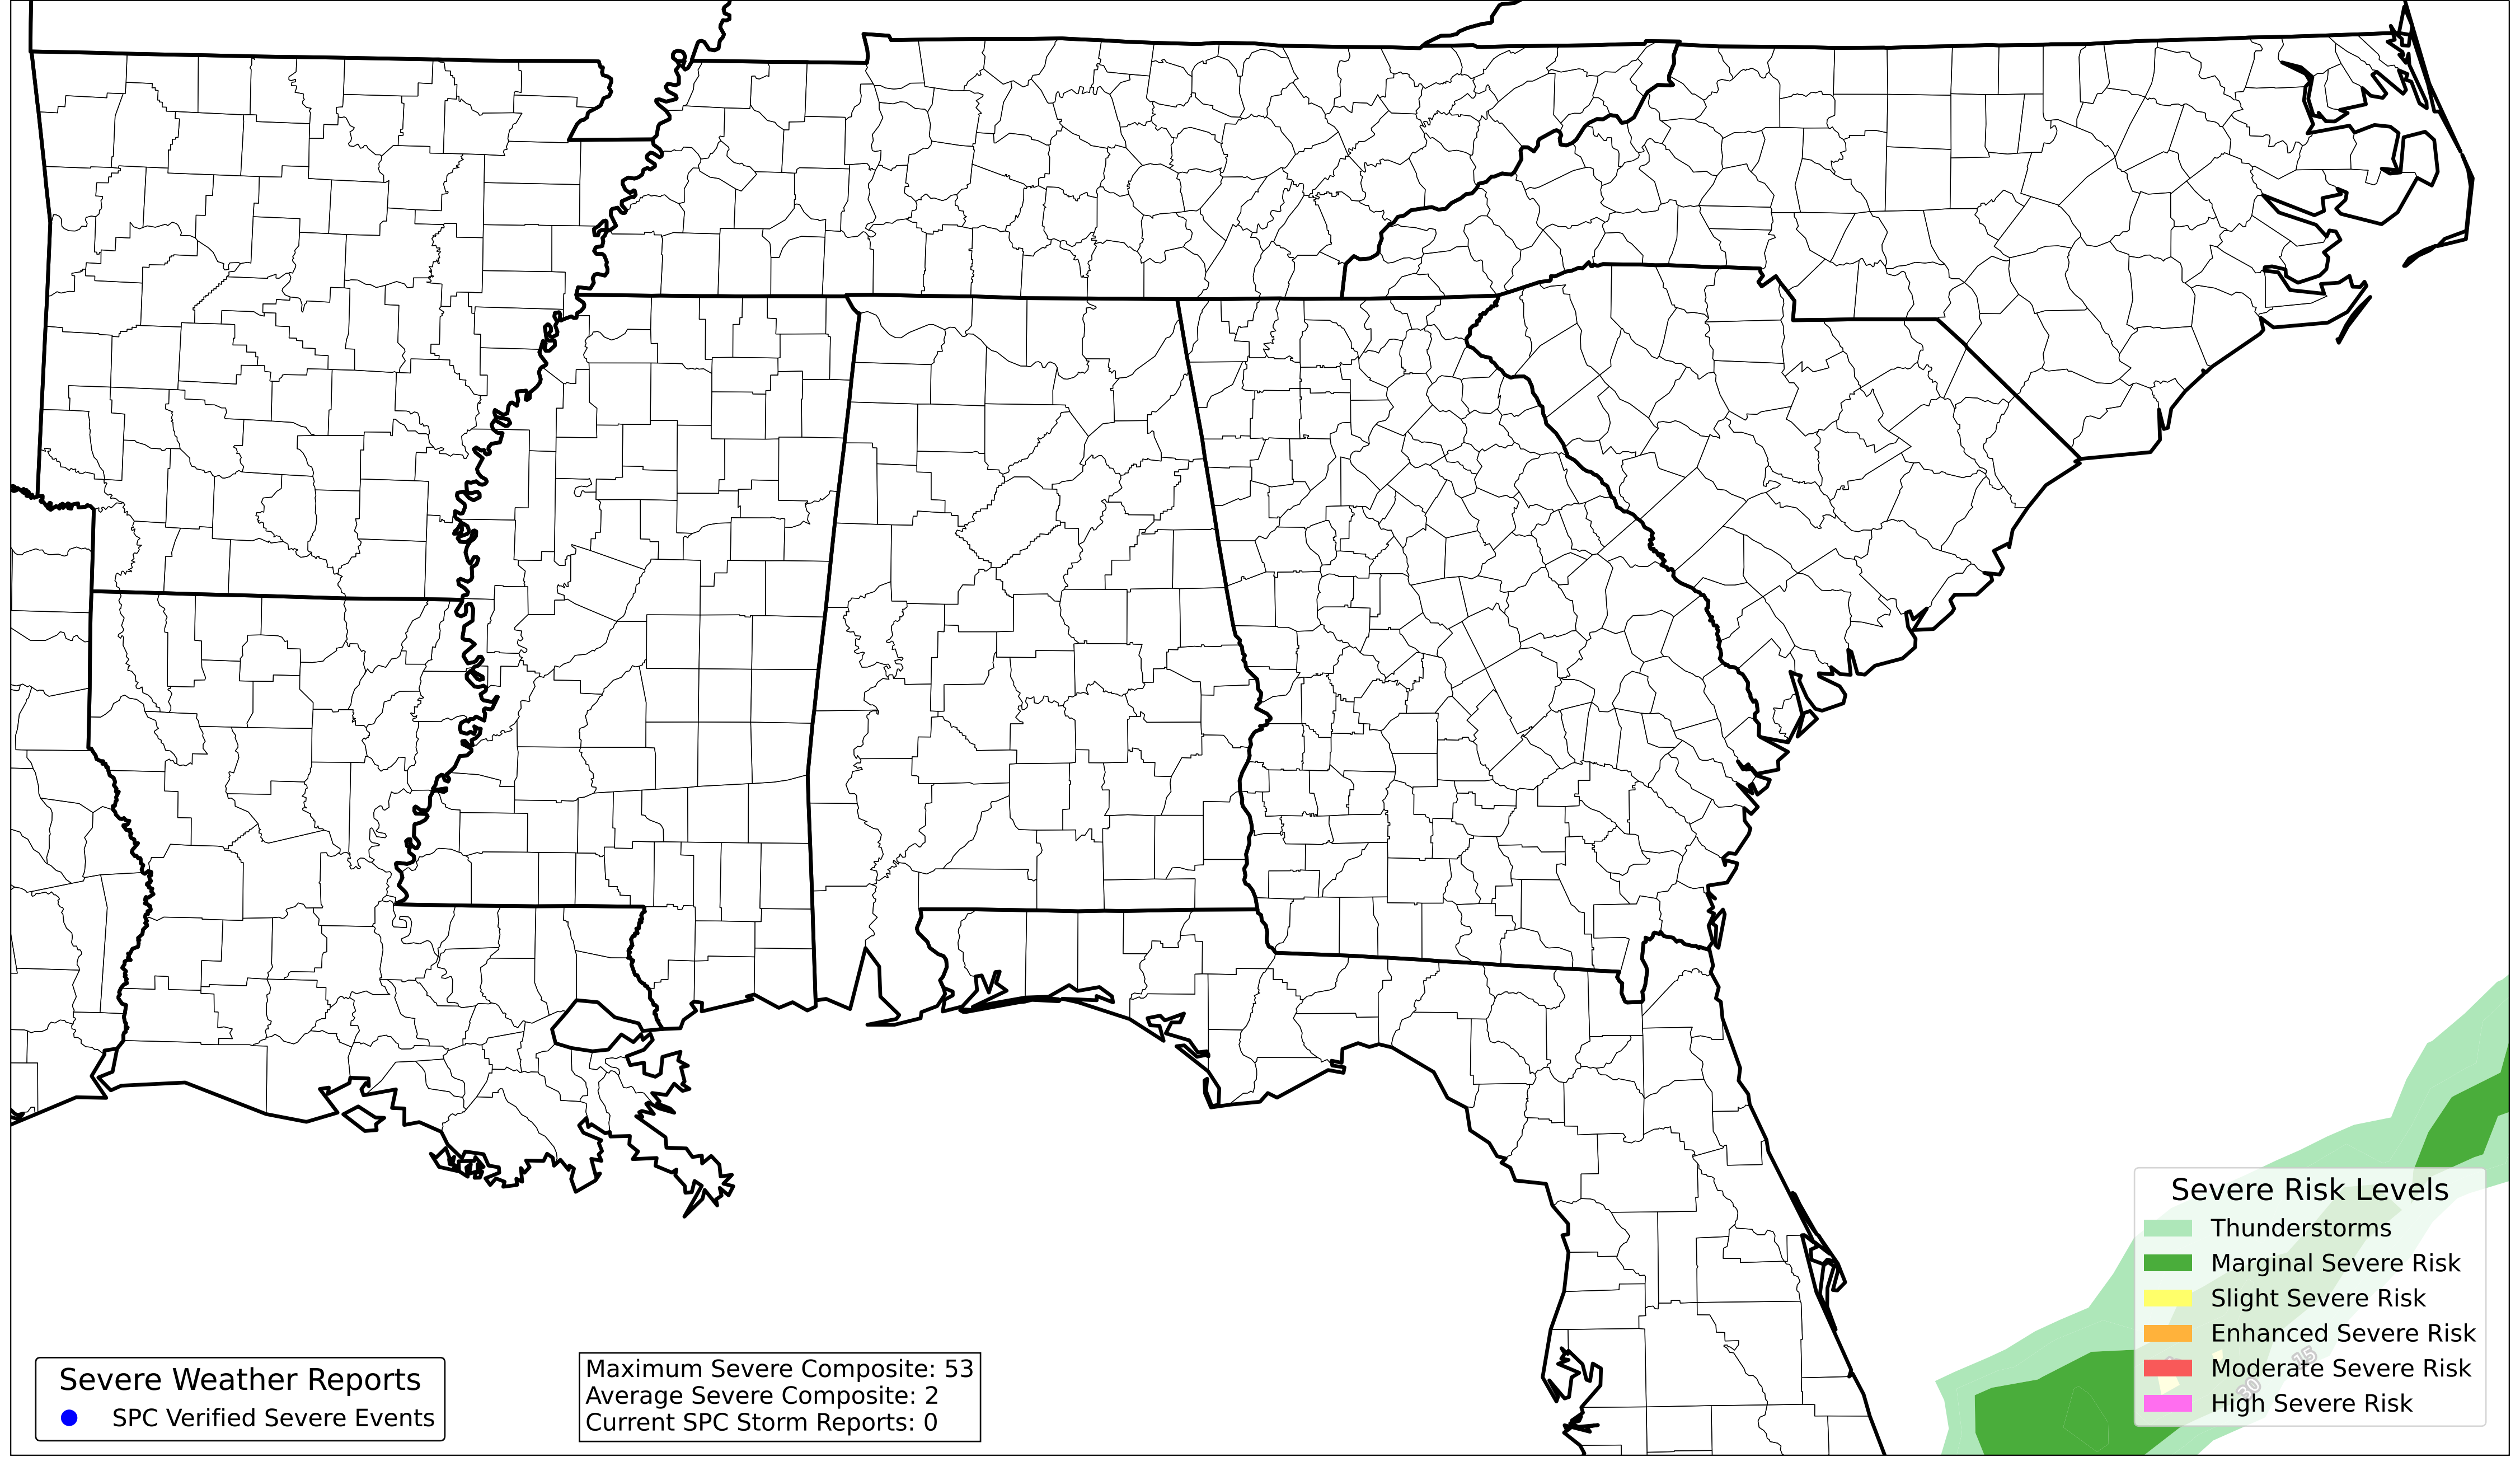 Severe Risk Levels
Thunderstorms
Marginal Severe Risk
Slight Severe Risk
Enhanced Severe Risk
Moderate Severe Risk
High Severe Risk
15
30
Severe Weather Reports
SPC Verified Severe Events
Maximum Severe Composite: 53
Average Severe Composite: 2
Current SPC Storm Reports: 0